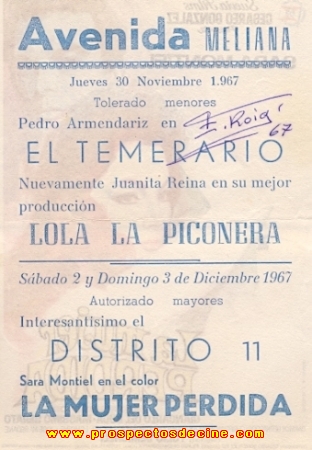 Avenida MELIANA
Jueves 30 Noviembre 1.967
Tolerado menores
Pedro Armendariz en
E. Roig
67
EL TEMERARIO
Nuevamente Juanita Reina en su mejor
producción
LOLA LA PICONERA
Sábado 2 y Domingo 3 de Diciembre 1967
Autorizado mayores
Interesantísimo el
DISTRITO 11
Sara Montiel en el color
LA MUJER PERDIDA
www.prospectosdecine.com